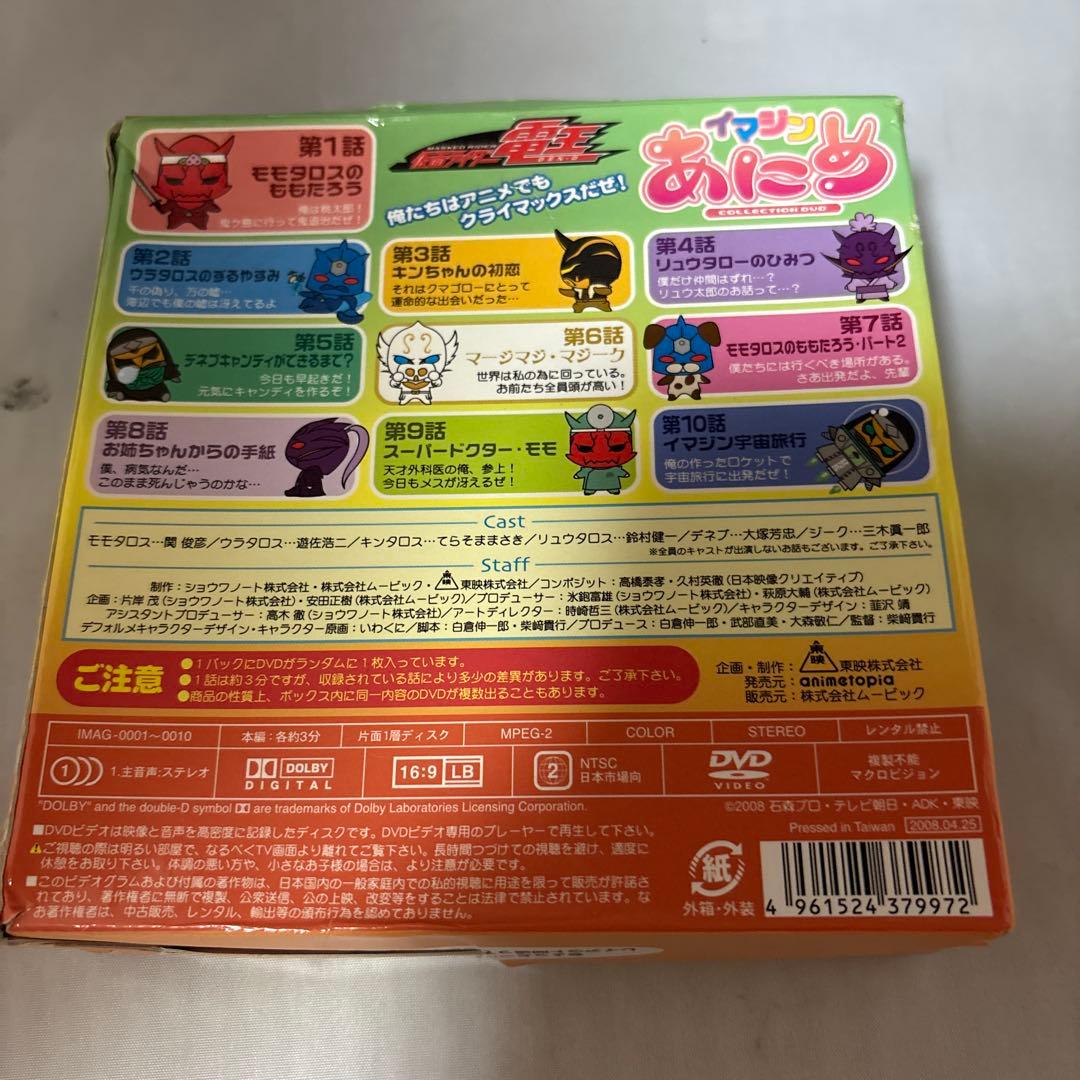 第1話
モモタロスの
ももたろう
俺は桃太郎!
鬼ヶ島に行って鬼退治だぜ!
MASKED RIDER DEN-O
仮面ライダー電王
俺たちはアニメでも
クライマックスだぜ!
イマジン
あにめ
COLLECTION DVD
第2話
ウラタロスのずるやすみ
千の偽り、万の嘘…
海辺でも僕の嘘は冴えてるよ
第3話
キンちゃんの初恋
それはクマゴローにとって
運命的な出会いだった…
第4話
リュウタローのひみつ
僕だけ仲間はずれ…?
リュウ太郎のお話って…?
第5話
デネブキャンディができるまで?
今日も早起きだ!
元気にキャンディを作るぞ!
第6話
マージマジ・マジーク
世界は私の為に回っている。
お前たち全員頭が高い!
第7話
モモタロスのももたろう・パート2
僕たちには行くべき場所がある。
さあ出発だよ、先輩
第8話
お姉ちゃんからの手紙
僕、病気なんだ…
このまま死んじゃうのかな…
第9話
スーパードクター・モモ
天才外科医の俺、参上!
今日もメスが冴えるぜ!
第10話
イマジン宇宙旅行
俺の作ったロケットで
宇宙旅行に出発だぜ!
Cast
モモタロス…関 俊彦/ウラタロス…遊佐浩二/キンタロス…てらそままさき/リュウタロス…鈴村健一/デネブ…大塚芳忠/ジーク…三木眞一郎
※全員のキャストが出演しないお話もございます。ご了承下さい。
Staff
制作:ショウワノート株式会社・株式会社ムービック・東映株式会社/コンポジット:高橋泰孝・久村英徹(日本映像クリエイティブ)
企画:片岸 茂(ショウワノート株式会社)・安田正樹(株式会社ムービック)/プロデューサー:氷鉋富雄(ショウワノート株式会社)・萩原大輔(株式会社ムービック)
アシスタントプロデューサー:高木 徹(ショウワノート株式会社)/アートディレクター:時崎哲三(株式会社ムービック)/キャラクターデザイン:韮沢 靖
デフォルメキャラクターデザイン・キャラクター原画:いわくに/脚本:白倉伸一郎・柴﨑貴行/プロデュース:白倉伸一郎・武部直美・大森敬仁/監督:柴﨑貴行
ご注意
●1パックにDVDがランダムに1枚入っています。
●1話は約3分ですが、収録されている話により多少の差異があります。ご了承下さい。
●商品の性質上、ボックス内に同一内容のDVDが複数出ることもあります。
企画・制作:東映 東映株式会社
発売元:animetopia
販売元:株式会社ムービック
IMAG-0001~0010 本編:各約3分 片面1層ディスク MPEG-2 COLOR STEREO レンタル禁止
1 1.主音声:ステレオ DOLBY DIGITAL 16:9 LB 2 NTSC 日本市場向 DVD VIDEO 複製不能 マクロビジョン
"DOLBY" and the double-D symbol are trademarks of Dolby Laboratories Licensing Corporation.
©2008 石森プロ・テレビ朝日・ADK・東映
Pressed in Taiwan 2008.04.25
■DVDビデオは映像と音声を高密度に記録したディスクです。DVDビデオ専用のプレーヤーで再生して下さい。
⚠ご視聴の際は明るい部屋で、なるべくTV画面より離れてご覧下さい。長時間つづけての視聴を避け、適度に
休憩をお取り下さい。体調の悪い方や、小さなお子様の場合は、より注意が必要です。
■このビデオグラムおよび付属の著作物は、日本国内の一般家庭内での私的視聴に用途を限って販売が許諾さ
れており、著作権者に無断で複製、公衆送信、公の上映、改変等をすることは法律で禁止されています。な
お著作権者は、中古販売、レンタル、輸出等の頒布行為を認めておりません。
紙
外箱・外装
4 961524 379972